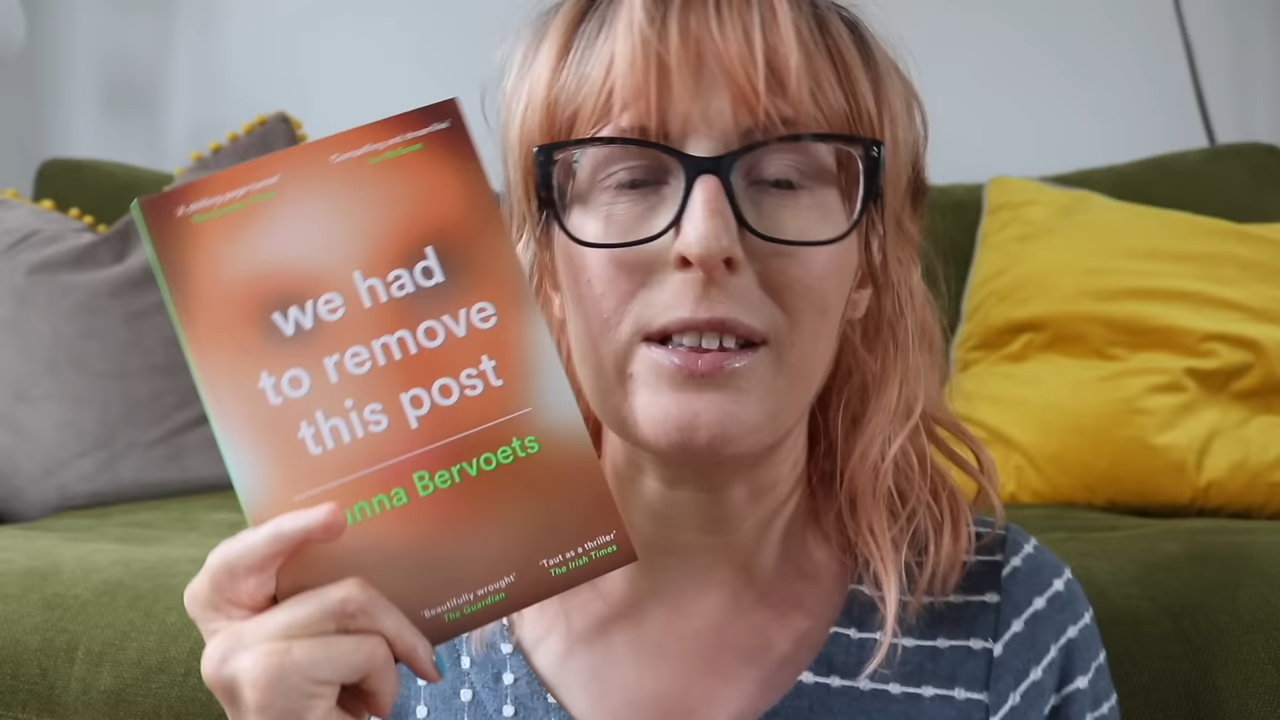 we had
to remove
this post
nna Bervoets
'Taut as a thriller'
The Irish Times
'Beautifully wrought'
The Guardian